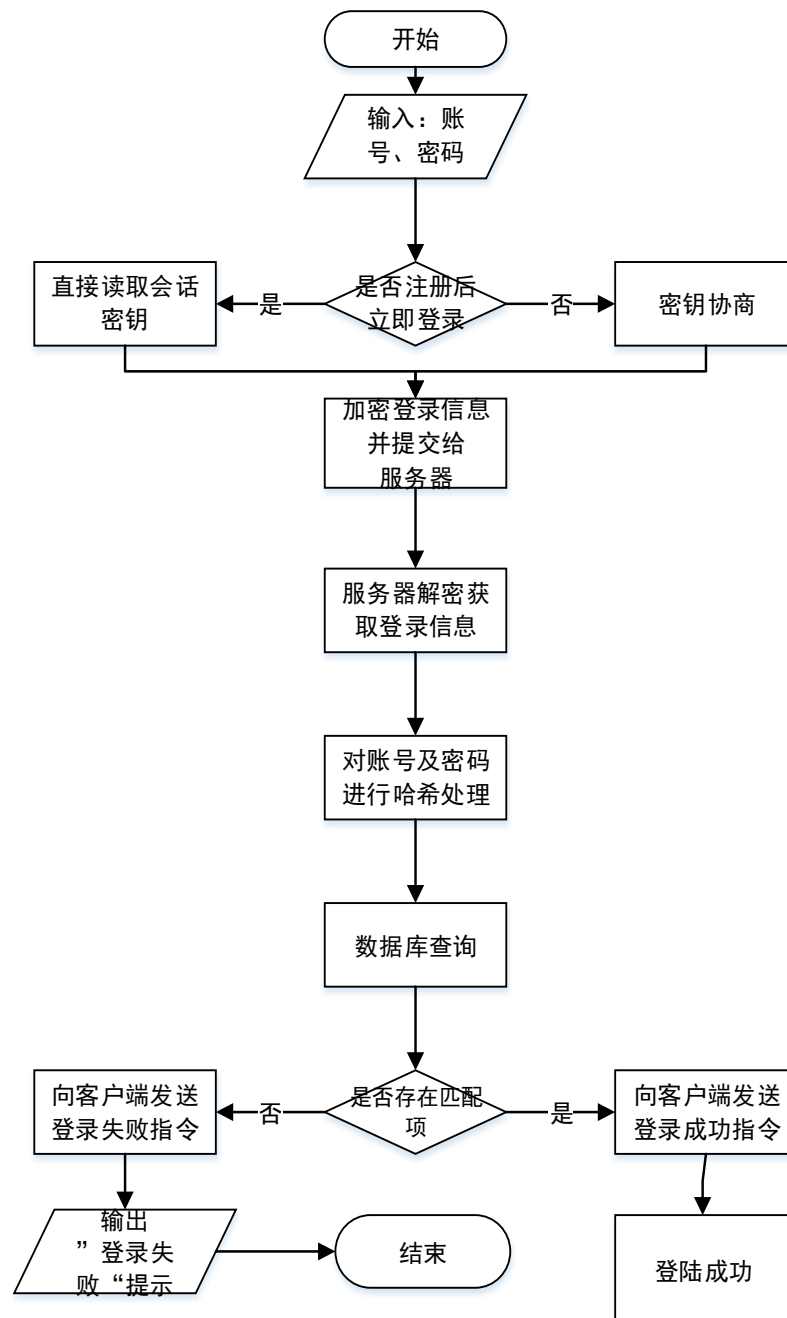 开始
输入：账
号、密码
直接读取会话
密钥
是
是否注册后
立即登录
否
密钥协商
加密登录信息
并提交给
服务器
服务器解密获
取登录信息
对账号及密码
进行哈希处理
数据库查询
向客户端发送
登录失败指令
否
是否存在匹配
项
是
向客户端发送
登录成功指令
输出
”登录失
败“提示
结束
登陆成功